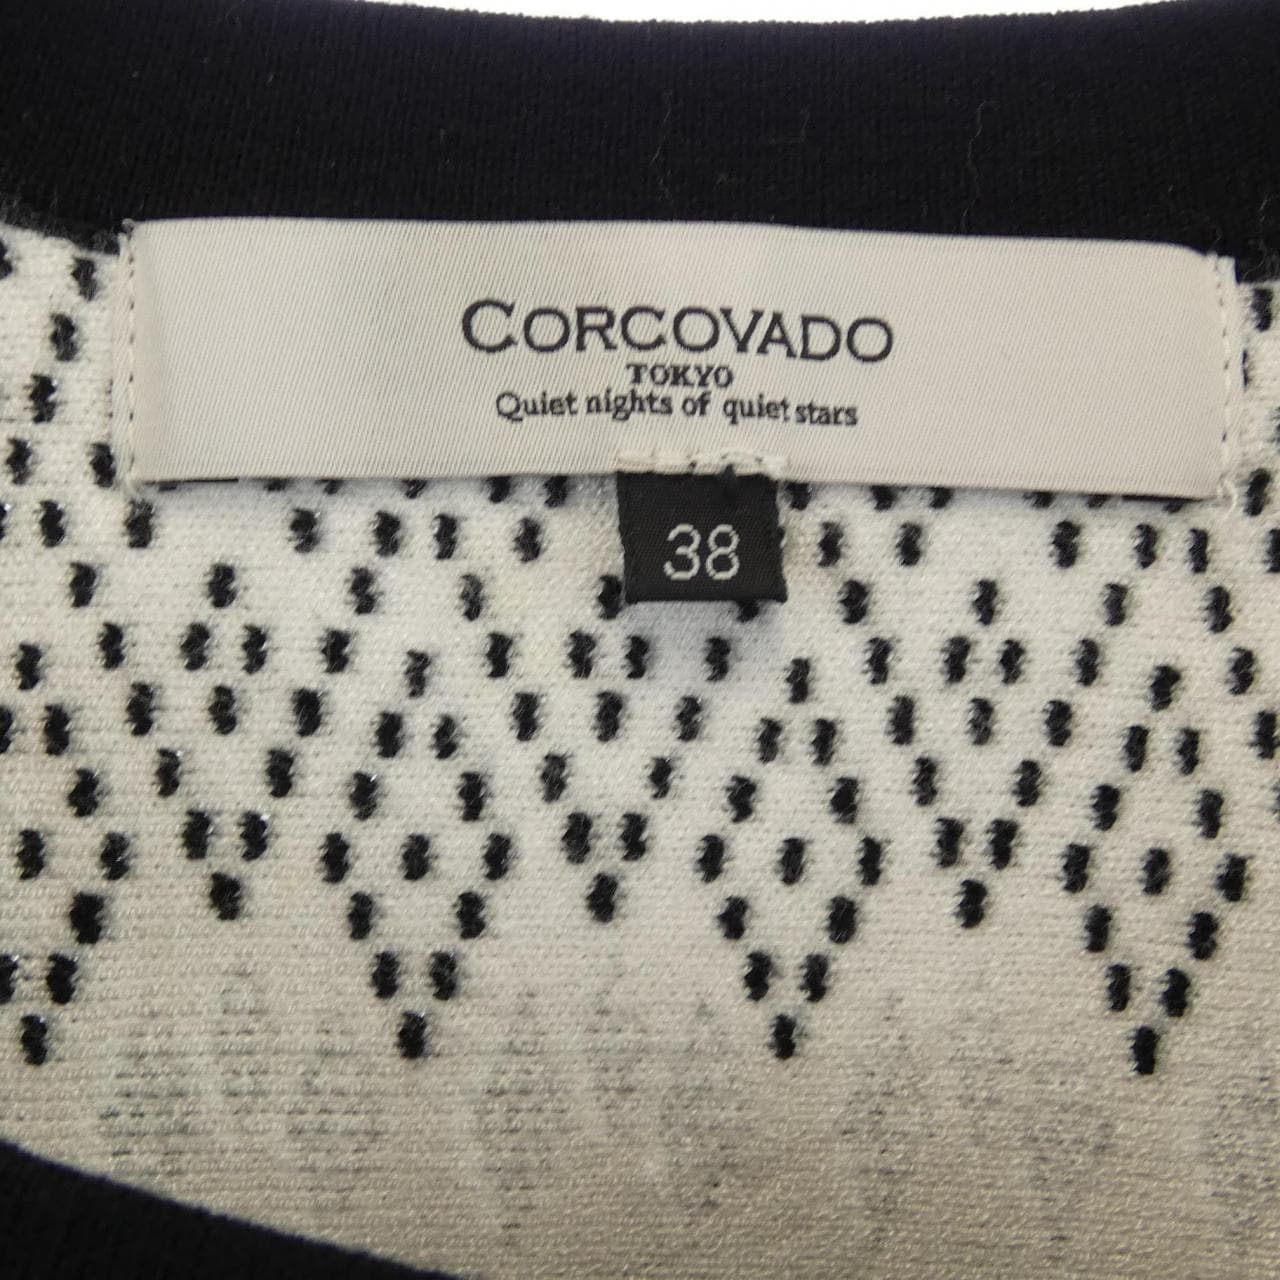 CORCOVADO
TOKYO
Quiet nights of quiet stars
38